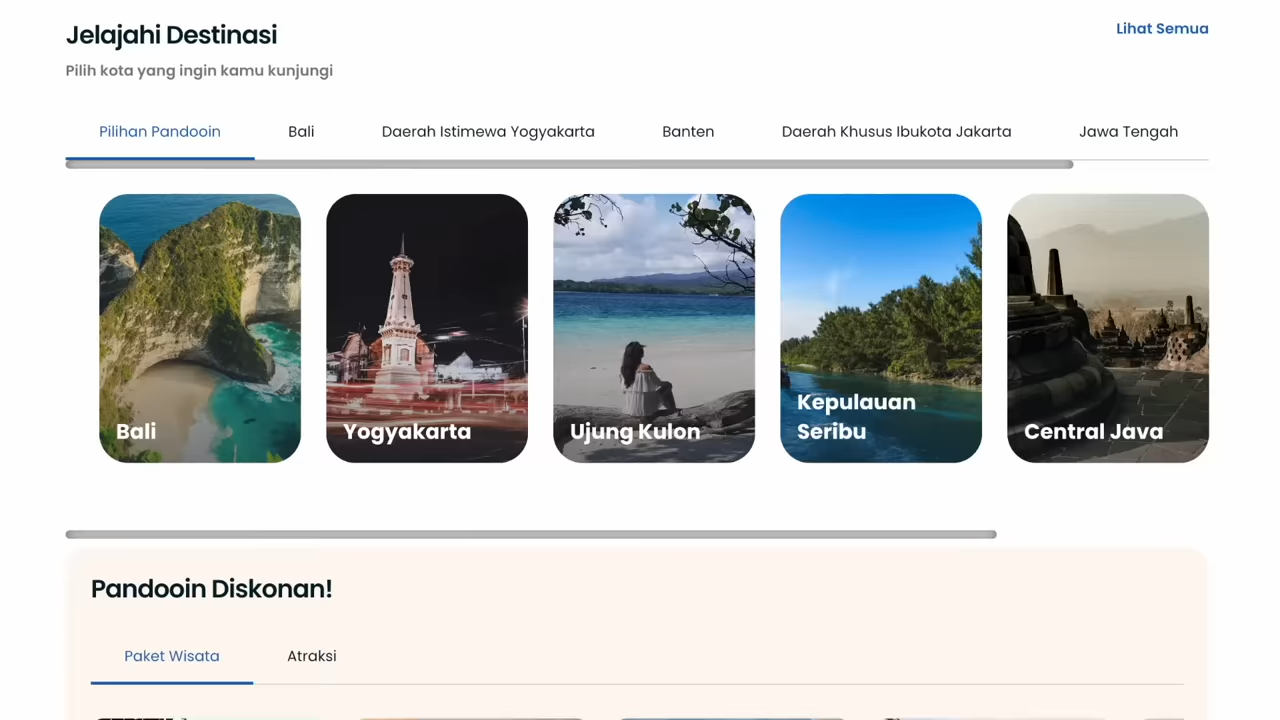 Jelajahi Destinasi
Lihat Semua
Pilih kota yang ingin kamu kunjungi
Pilihan Pandooin
Bali
Daerah Istimewa Yogyakarta
Banten
Daerah Khusus Ibukota Jakarta
Jawa Tengah
Bali
Yogyakarta
Ujung Kulon
Kepulauan
Seribu
Central Java
Pandooin Diskonan!
Paket Wisata
Atraksi